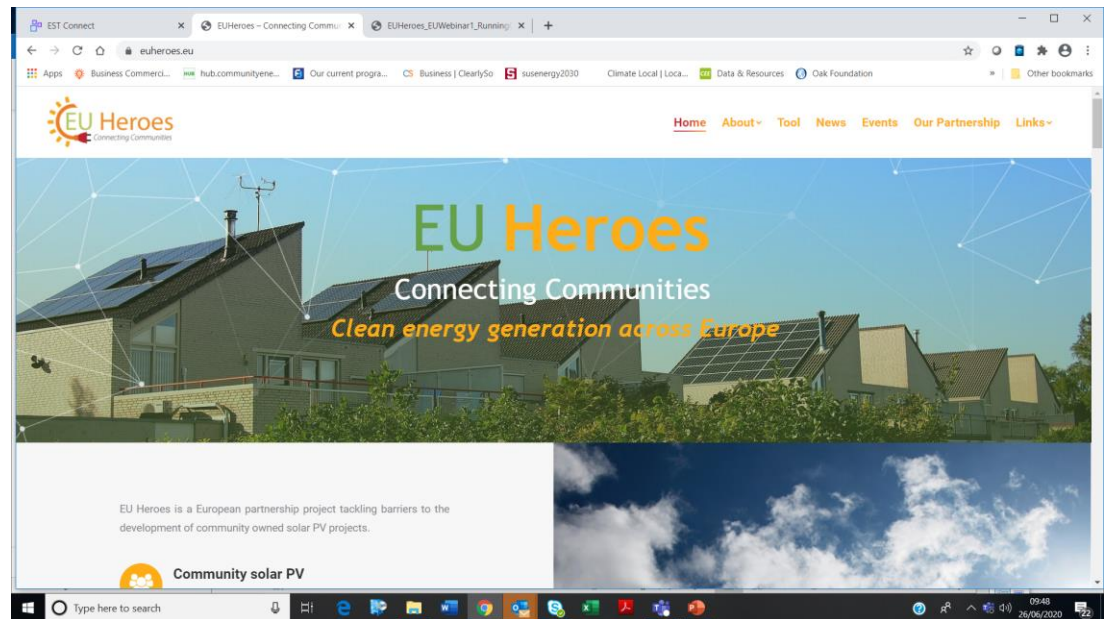 EST Connect
EUHeroes – Connecting Commu
EUHeroes_EUWebinar1_Running
euheroes.eu
Apps
Business Commerci...
hub.communityene...
Our current progra...
CS Business | ClearlySo
susenergy2030
Climate Local | Loca...
Data & Resources
Oak Foundation
»
Other bookmarks
EU Heroes
Connecting Communities
Home About Tool News Events Our Partnership Links
EU Heroes
Connecting Communities
Clean energy generation across Europe
EU Heroes is a European partnership project tackling barriers to the
development of community owned solar PV projects.
Community solar PV
Type here to search
09:48
26/06/2020
22